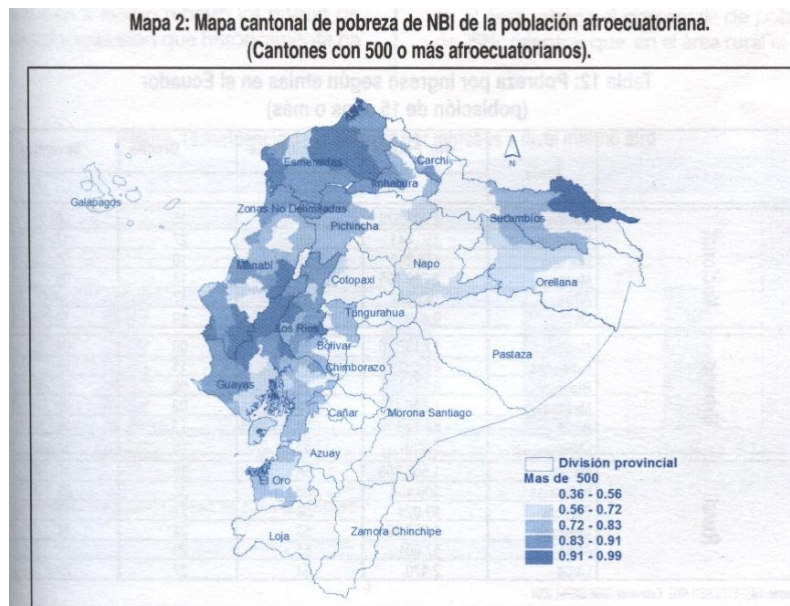 Mapa 2: Mapa cantonal de pobreza de NBI de la población afroecuatoriana.
(Cantones con 500 o más afroecuatorianos).
Esmeraldas
Carchi
Imbabura
N
Galápagos
Zonas No Delimitadas
Sucumbíos
Pichincha
Manabí
Napo
Cotopaxi
Orellana
Tungurahua
Los Ríos
Bolívar
Pastaza
Chimborazo
Guayas
Cañar
Morona Santiago
Azuay
División provincial
Mas de 500
El Oro
0.36 - 0.56
0.56 - 0.72
0.72 - 0.83
0.83 - 0.91
0.91 - 0.99
Loja
Zamora Chinchipe